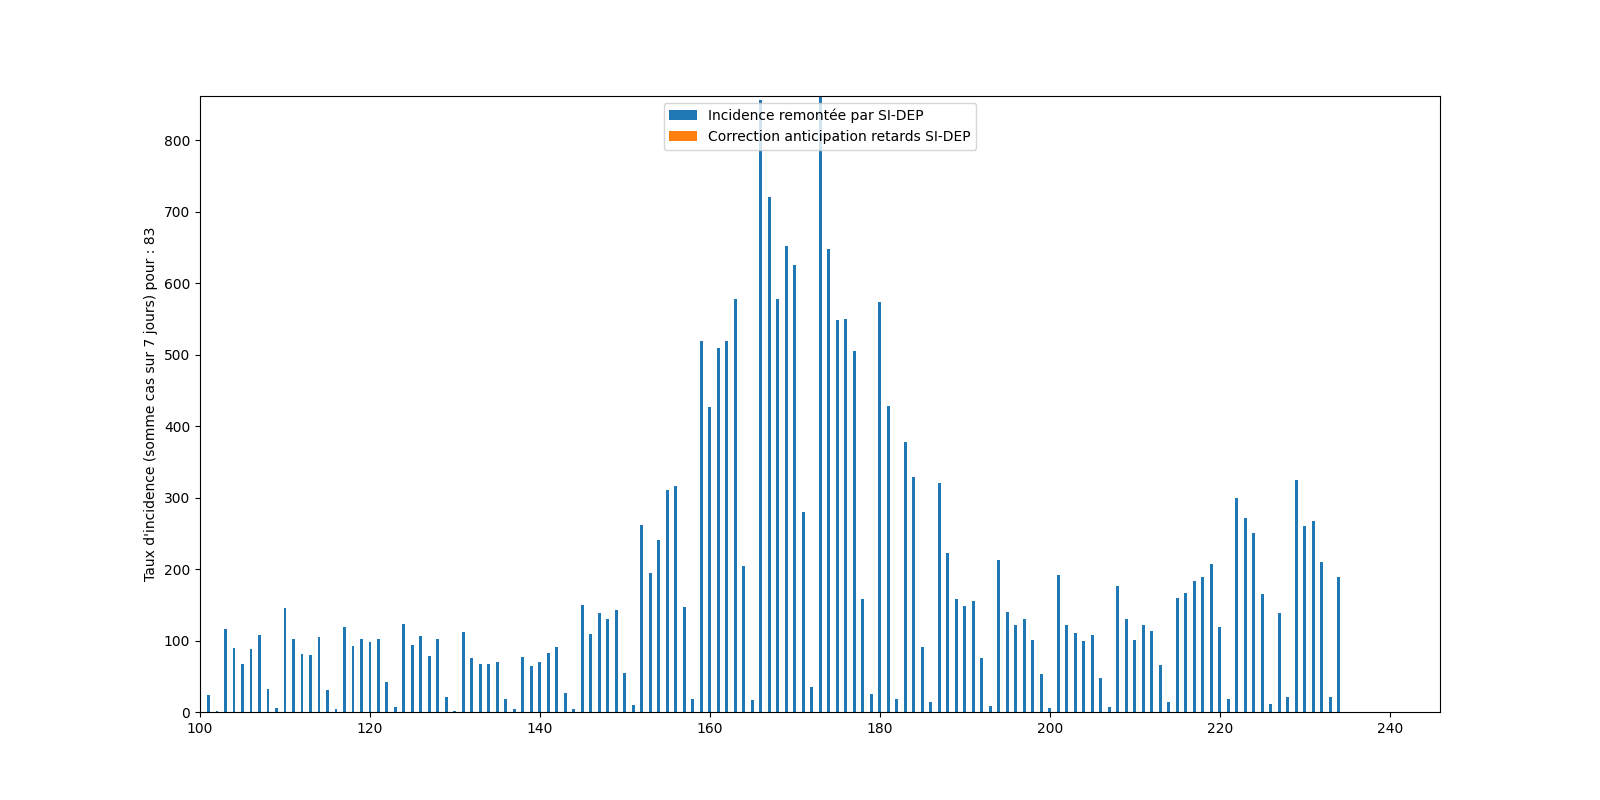 Incidence remontée par SI-DEP
Correction anticipation retards SI-DEP
Taux d'incidence (somme cas sur 7 jours) pour : 83
800
700
600
500
400
300
200
100
0
100 120 140 160 180 200 220 240